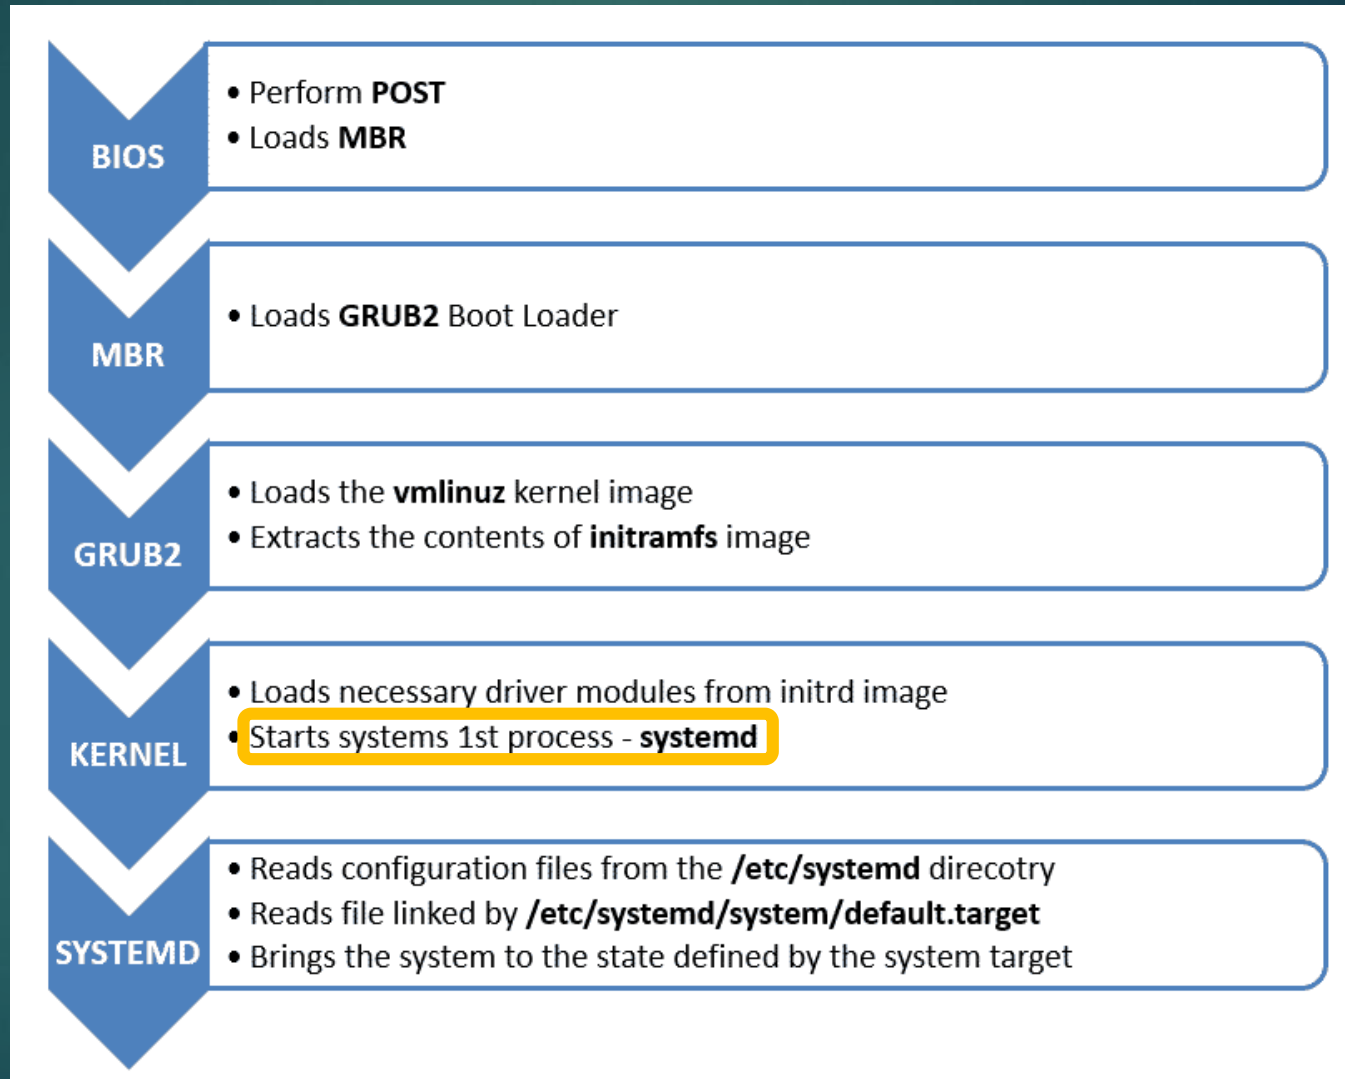 BIOS
• Perform POST
• Loads MBR
MBR
• Loads GRUB2 Boot Loader
GRUB2
• Loads the vmlinuz kernel image
• Extracts the contents of initramfs image
KERNEL
• Loads necessary driver modules from initrd image
• Starts systems 1st process - systemd
SYSTEMD
• Reads configuration files from the /etc/systemd direcotry
• Reads file linked by /etc/systemd/system/default.target
• Brings the system to the state defined by the system target